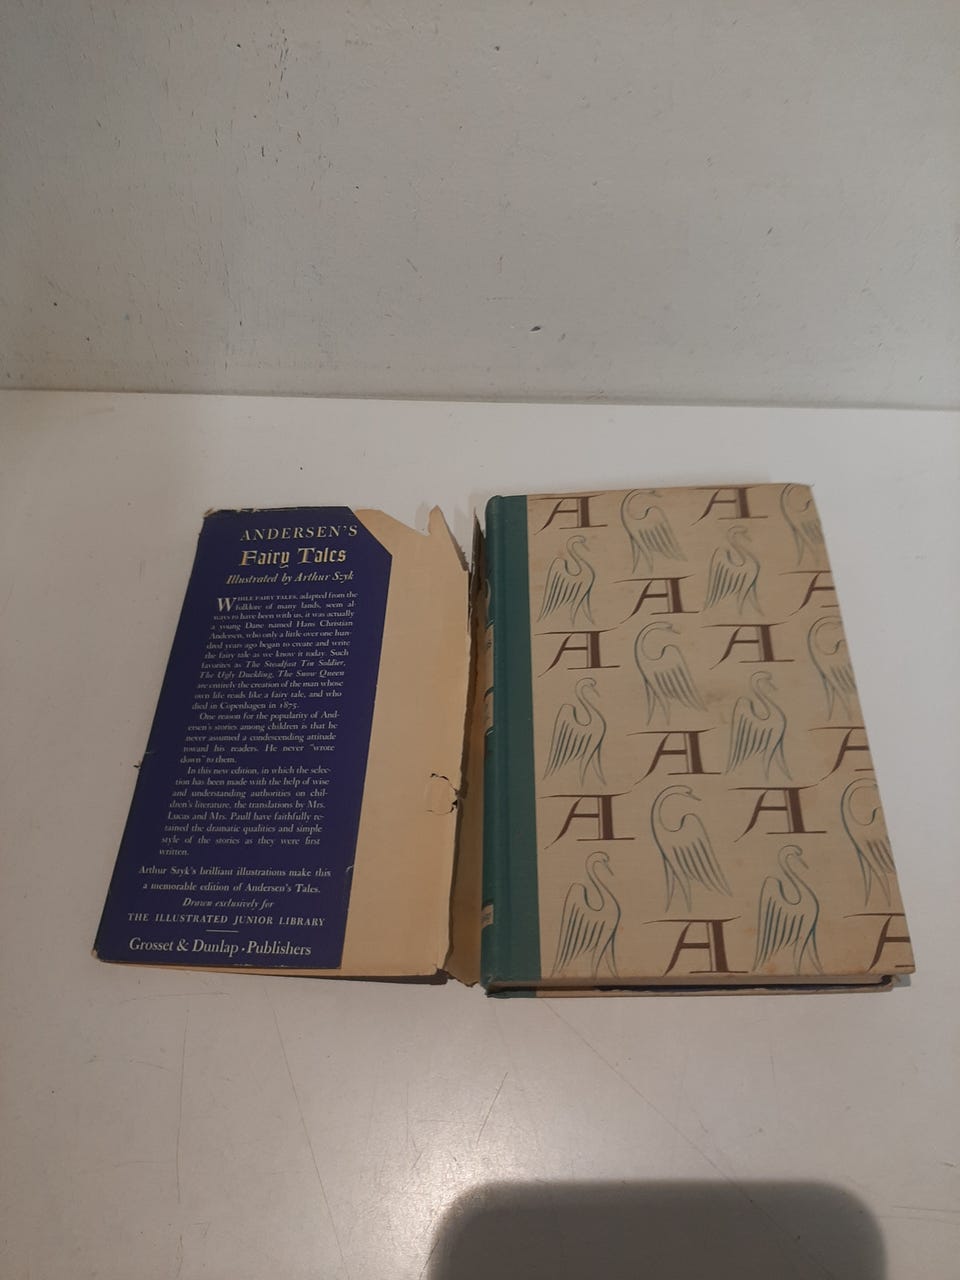 ANDERSEN'S
Fairy Tales
Illustrated by Arthur Szyk
WHILE FAIRY TALES, adapted from the
folklore of many lands, seem al-
ways to have been with us, it was actually
a young Dane named Hans Christian
Andersen, who only a little over one hun-
dred years ago began to create and write
the fairy tale as we know it today. Such
favorites as The Steadfast Tin Soldier,
The Ugly Duckling, The Snow Queen
are entirely the creation of the man whose
own life reads like a fairy tale, and who
died in Copenhagen in 1875.
One reason for the popularity of And-
ersen's stories among children is that he
never assumed a condescending attitude
toward his readers. He never "wrote
down" to them.
In this new edition, in which the selec-
tion has been made with the help of wise
and understanding authorities on chil-
dren's literature, the translations by Mrs.
Lucas and Mrs. Paull have faithfully re-
tained the dramatic qualities and simple
style of the stories as they were first
written.
Arthur Szyk's brilliant illustrations make this
a memorable edition of Andersen's Tales.
Drawn exclusively for
THE ILLUSTRATED JUNIOR LIBRARY
Grosset & Dunlap · Publishers
A A
A A
A A
A A
A A
A A